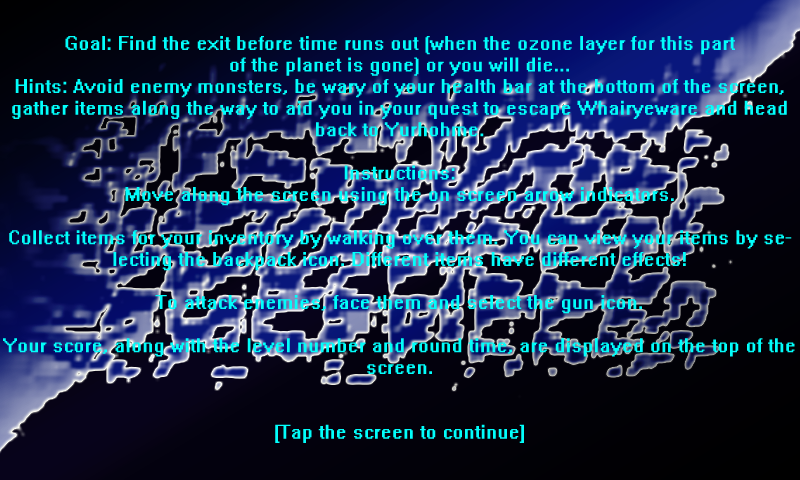 Goal: Find the exit before time runs out (when the ozone layer for this part
of the planet is gone) or you will die...
Hints: Avoid enemy monsters, be wary of your health bar at the bottom of the screen,
gather items along the way to aid you in your quest to escape Whairyeware and head
back to Yurhohme.
Instructions:
Move along the screen using the on screen arrow indicators.
Collect items for your Inventory by walking over them. You can view your items by se-
lecting the backpack icon. Different items have different effects!
To attack enemies, face them and select the gun icon.
Your score, along with the level number and round time, are displayed on the top of the
screen.
[Tap the screen to continue]